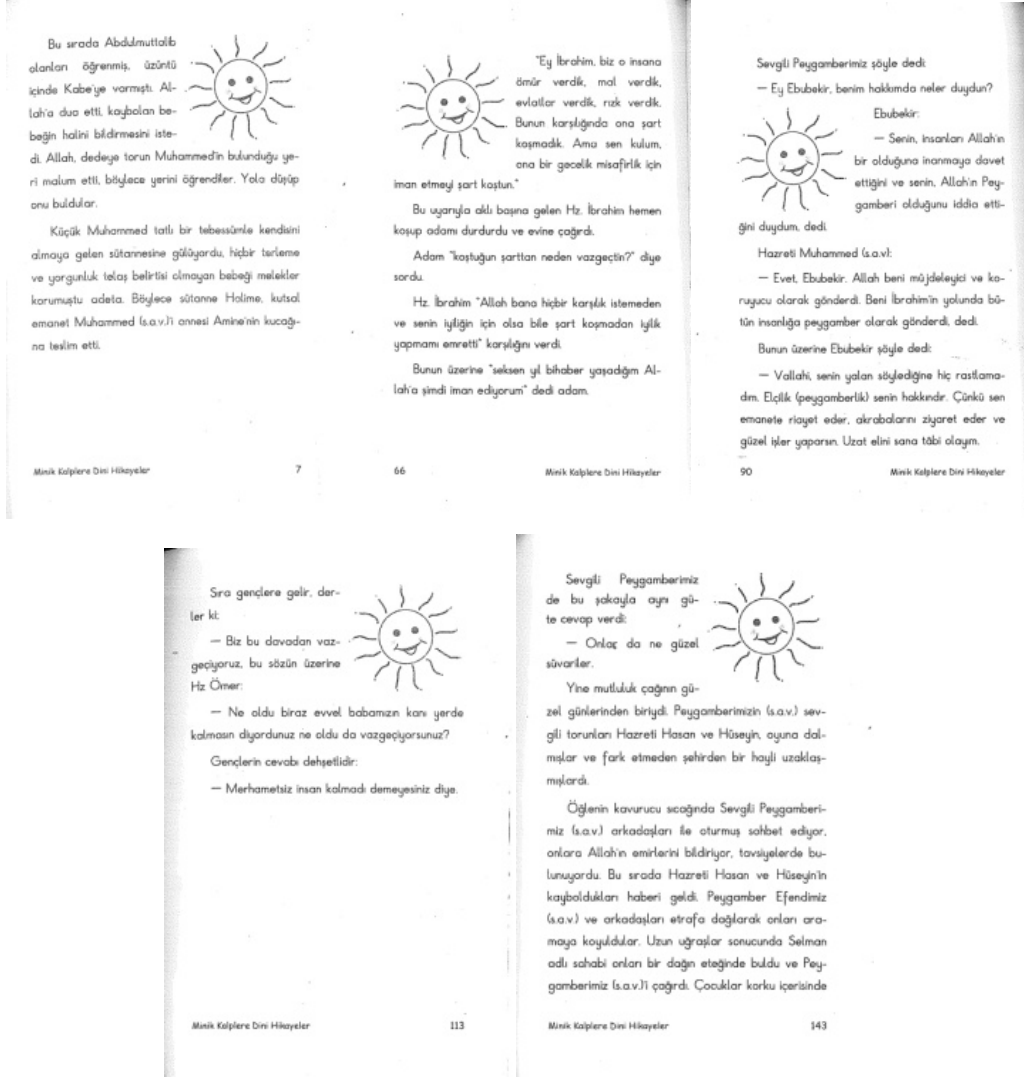 Bu sırada Abdulmuttalib
olanları öğrenmiş, üzüntü
içinde Kabe'ye varmıştı. Al-
lah'a dua etti, kaybolan be-
beğin halini bildirmesini iste-
di. Allah, dedeye torun Muhammed'in bulunduğu ye-
ri malum etti, böylece yerini öğrendiler. Yola düşüp
onu buldular.
Küçük Muhammed tatlı bir tebessümle kendisini
almaya gelen sütannesine gülüyordu, hiçbir terleme
ve yorgunluk telaş belirtisi olmayan bebeği melekler
korumuştu adeta. Böylece sütanne Halime, kutsal
emanet Muhammed (s.a.v.)'i annesi Amine'nin kucağı-
na teslim etti.
Minik Kalplere Dini Hikayeler 7
"Ey İbrahim, biz o insana
ömür verdik, mal verdik,
evlatlar verdik, rızk verdik.
Bunun karşılığında ona şart
koşmadık. Ama sen kulum,
ona bir gecelik misafirlik için
iman etmeyi şart koştun."
Bu uyarıyla aklı başına gelen Hz. İbrahim hemen
koşup adamı durdurdu ve evine çağırdı.
Adam "koştuğun şarttan neden vazgeçtin?" diye
sordu.
Hz. İbrahim "Allah bana hiçbir karşılık istemeden
ve senin iyiliğin için olsa bile şart koşmadan iyilik
yapmamı emretti" karşılığını verdi.
Bunun üzerine "seksen yıl bihaber yaşadığım Al-
lah'a şimdi iman ediyorum" dedi adam.
66 Minik Kalplere Dini Hikayeler
Sevgili Peygamberimiz şöyle dedi:
— Ey Ebubekir, benim hakkımda neler duydun?
Ebubekir:
— Senin, insanları Allah'ın
bir olduğuna inanmaya davet
ettiğini ve senin, Allah'ın Pey-
gamberi olduğunu iddia etti-
ğini duydum, dedi.
Hazreti Muhammed (s.a.v):
— Evet, Ebubekir. Allah beni müjdeleyici ve ko-
ruyucu olarak gönderdi. Beni İbrahim'in yolunda bü-
tün insanlığa peygamber olarak gönderdi, dedi.
Bunun üzerine Ebubekir şöyle dedi:
— Vallahi, senin yalan söylediğine hiç rastlama-
dım. Elçilik (peygamberlik) senin hakkındır. Çünkü sen
emanete riayet eder, akrabalarını ziyaret eder ve
güzel işler yaparsın. Uzat elini sana tâbi olayım.
90 Minik Kalplere Dini Hikayeler
Sıra gençlere gelir, der-
ler ki:
— Biz bu davadan vaz-
geçiyoruz, bu sözün üzerine
Hz Ömer:
— Ne oldu biraz evvel babamızın kanı yerde
kalmasın diyordunuz ne oldu da vazgeçiyorsunuz?
Gençlerin cevabı dehşetlidir:
— Merhametsiz insan kalmadı demeyesiniz diye.
Minik Kalplere Dini Hikayeler 113
Sevgili Peygamberimiz
de bu şakayla aynı gü-
te cevap verdi:
— Onlar da ne güzel
süvariler.
Yine mutluluk çağının gü-
zel günlerinden biriydi. Peygamberimizin (s.a.v.) sev-
gili torunları Hazreti Hasan ve Hüseyin, oyuna dal-
mışlar ve fark etmeden şehirden bir hayli uzaklaş-
mışlardı.
Öğlenin kavurucu sıcağında Sevgili Peygamberi-
miz (s.a.v.) arkadaşları ile oturmuş sohbet ediyor,
onlara Allah'ın emirlerini bildiriyor, tavsiyelerde bu-
lunuyordu. Bu sırada Hazreti Hasan ve Hüseyin'in
kayboldukları haberi geldi. Peygamber Efendimiz
(s.a.v) ve arkadaşları etrafa dağılarak onları ara-
maya koyuldular. Uzun uğraşlar sonucunda Selman
adlı sahabi onları bir dağın eteğinde buldu ve Pey-
gamberimiz (s.a.v.)'i çağırdı. Çocuklar korku içerisinde
Minik Kalplere Dini Hikayeler 143